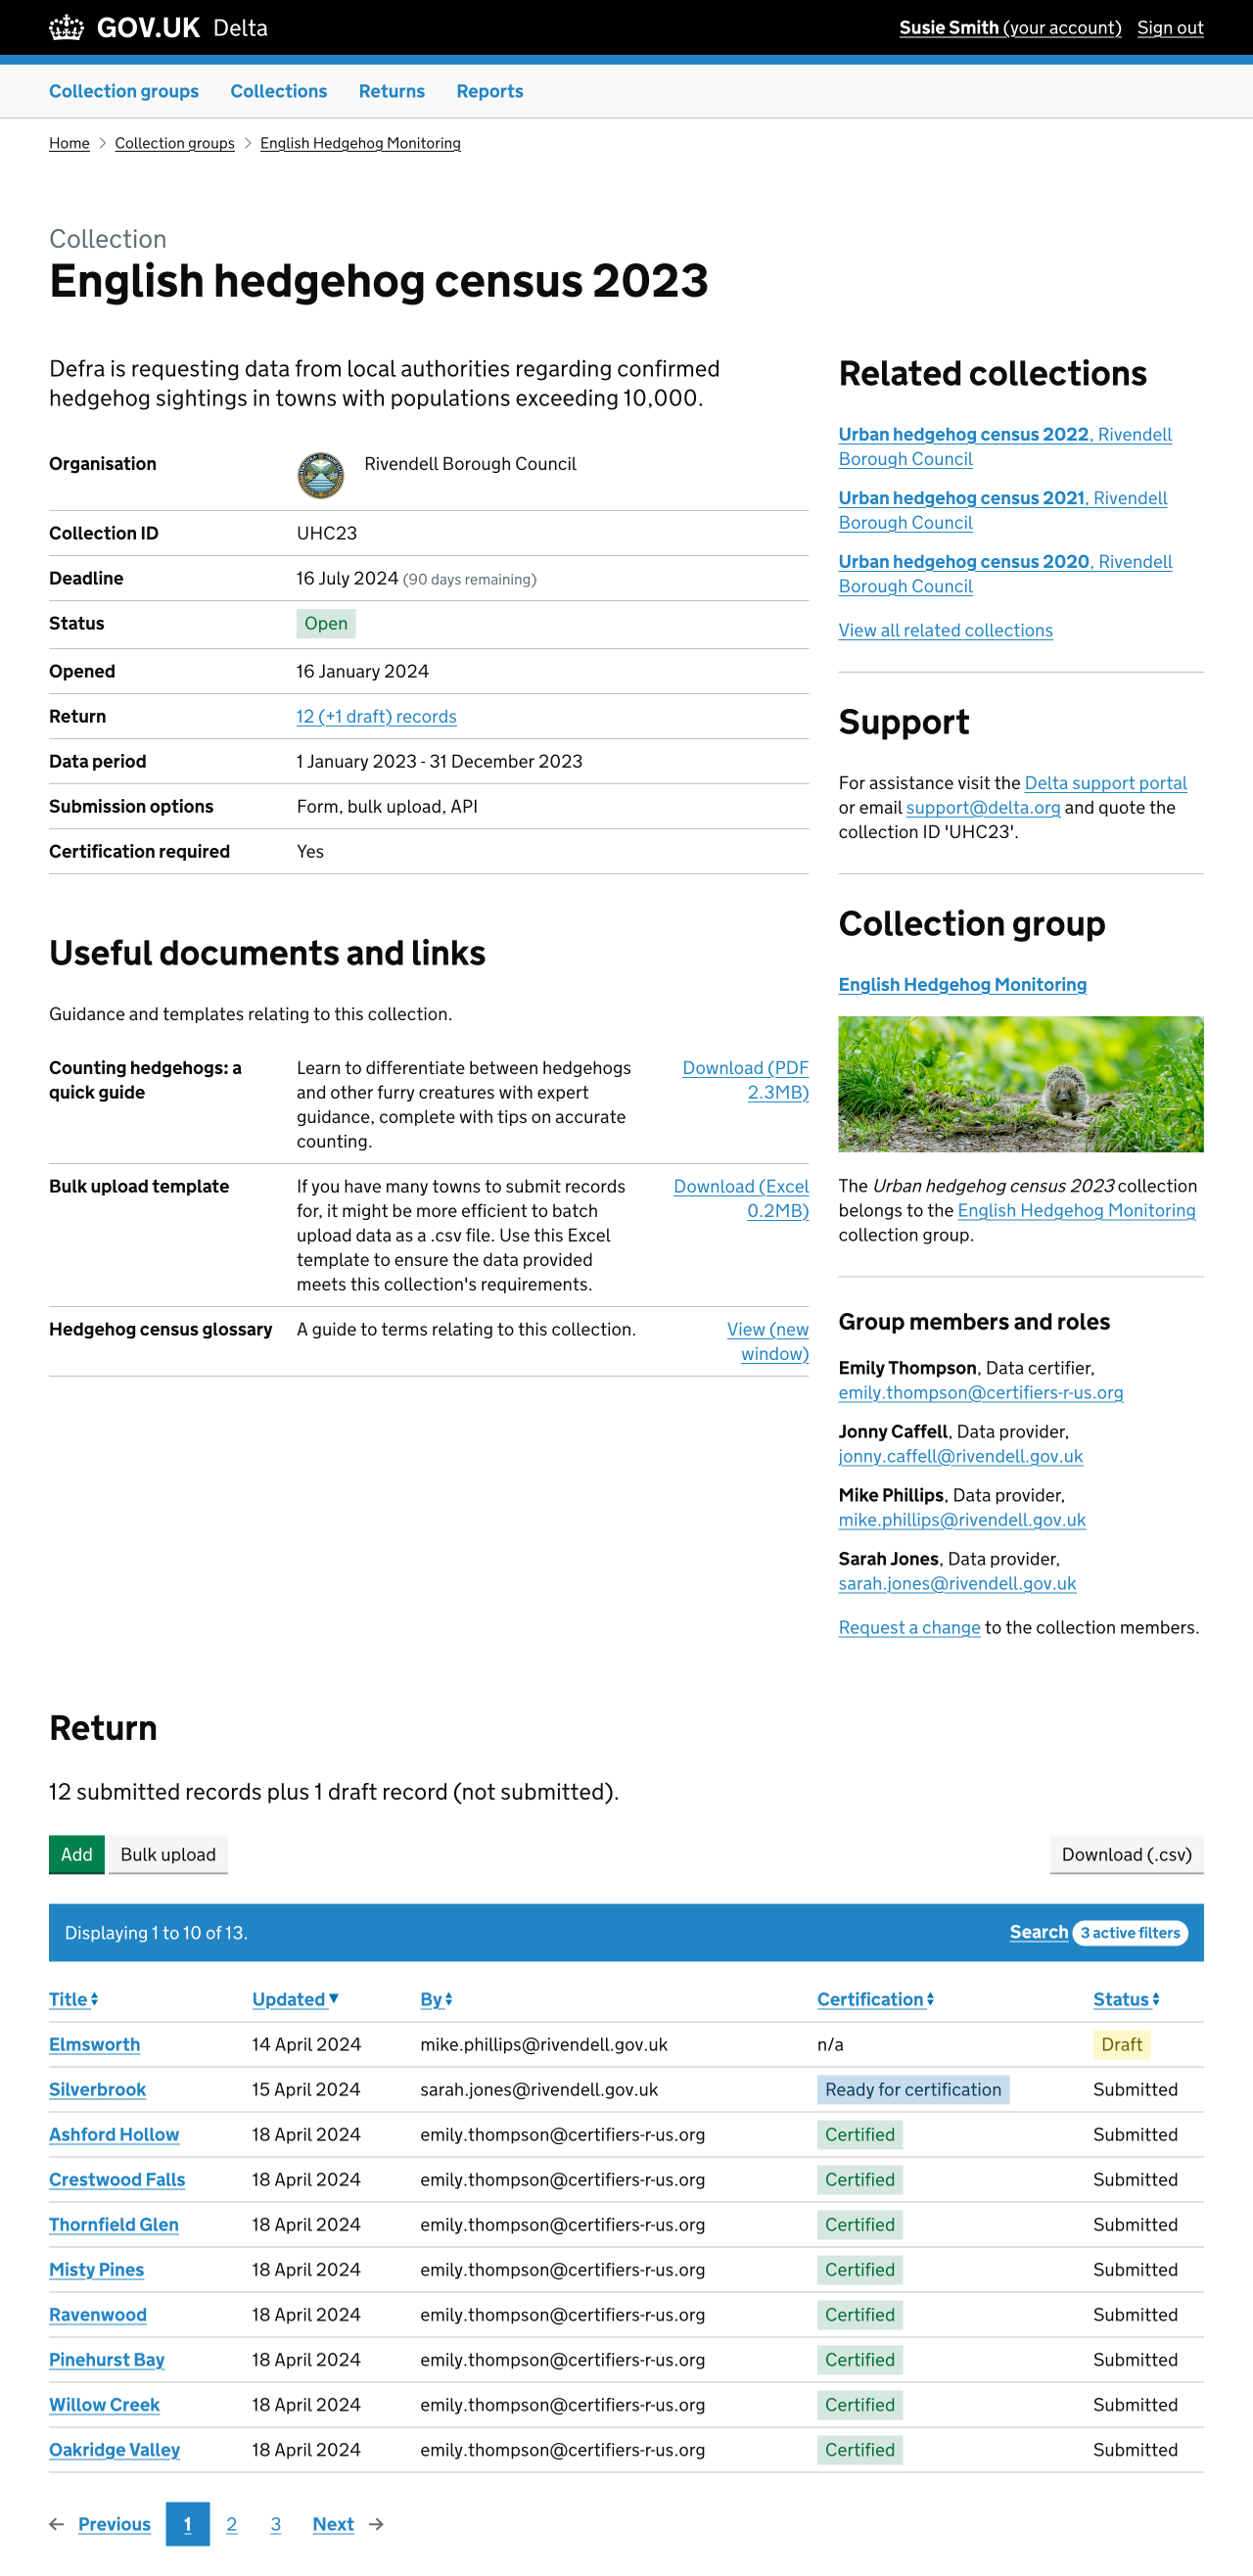 GOV.UK Delta
Susie Smith (your account) Sign out
Collection groups Collections Returns Reports
Home Collection groups English Hedgehog Monitoring
Collection
English hedgehog census 2023
Defra is requesting data from local authorities regarding confirmed
hedgehog sightings in towns with populations exceeding 10,000.
Organisation Rivendell Borough Council
Collection ID UHC23
Deadline 16 July 2024 (90 days remaining)
Status Open
Opened 16 January 2024
Return 12 (+1 draft) records
Data period 1 January 2023 - 31 December 2023
Submission options Form, bulk upload, API
Certification required Yes
Useful documents and links
Guidance and templates relating to this collection.
Counting hedgehogs: a
quick guide
Learn to differentiate between hedgehogs
and other furry creatures with expert
guidance, complete with tips on accurate
counting.
Download (PDF
2.3MB)
Bulk upload template
If you have many towns to submit records
for, it might be more efficient to batch
upload data as a .csv file. Use this Excel
template to ensure the data provided
meets this collection's requirements.
Download (Excel
0.2MB)
Hedgehog census glossary
A guide to terms relating to this collection.
View (new
window)
Related collections
Urban hedgehog census 2022, Rivendell
Borough Council
Urban hedgehog census 2021, Rivendell
Borough Council
Urban hedgehog census 2020, Rivendell
Borough Council
View all related collections
Support
For assistance visit the Delta support portal
or email support@delta.org and quote the
collection ID 'UHC23'.
Collection group
English Hedgehog Monitoring
The Urban hedgehog census 2023 collection
belongs to the English Hedgehog Monitoring
collection group.
Group members and roles
Emily Thompson, Data certifier,
emily.thompson@certifiers-r-us.org
Jonny Caffell, Data provider,
jonny.caffell@rivendell.gov.uk
Mike Phillips, Data provider,
mike.phillips@rivendell.gov.uk
Sarah Jones, Data provider,
sarah.jones@rivendell.gov.uk
Request a change to the collection members.
Return
12 submitted records plus 1 draft record (not submitted).
Add Bulk upload Download (.csv)
Displaying 1 to 10 of 13. Search 3 active filters
Title Updated By Certification Status
Elmsworth 14 April 2024 mike.phillips@rivendell.gov.uk n/a Draft
Silverbrook 15 April 2024 sarah.jones@rivendell.gov.uk Ready for certification Submitted
Ashford Hollow 18 April 2024 emily.thompson@certifiers-r-us.org Certified Submitted
Crestwood Falls 18 April 2024 emily.thompson@certifiers-r-us.org Certified Submitted
Thornfield Glen 18 April 2024 emily.thompson@certifiers-r-us.org Certified Submitted
Misty Pines 18 April 2024 emily.thompson@certifiers-r-us.org Certified Submitted
Ravenwood 18 April 2024 emily.thompson@certifiers-r-us.org Certified Submitted
Pinehurst Bay 18 April 2024 emily.thompson@certifiers-r-us.org Certified Submitted
Willow Creek 18 April 2024 emily.thompson@certifiers-r-us.org Certified Submitted
Oakridge Valley 18 April 2024 emily.thompson@certifiers-r-us.org Certified Submitted
Previous 1 2 3 Next